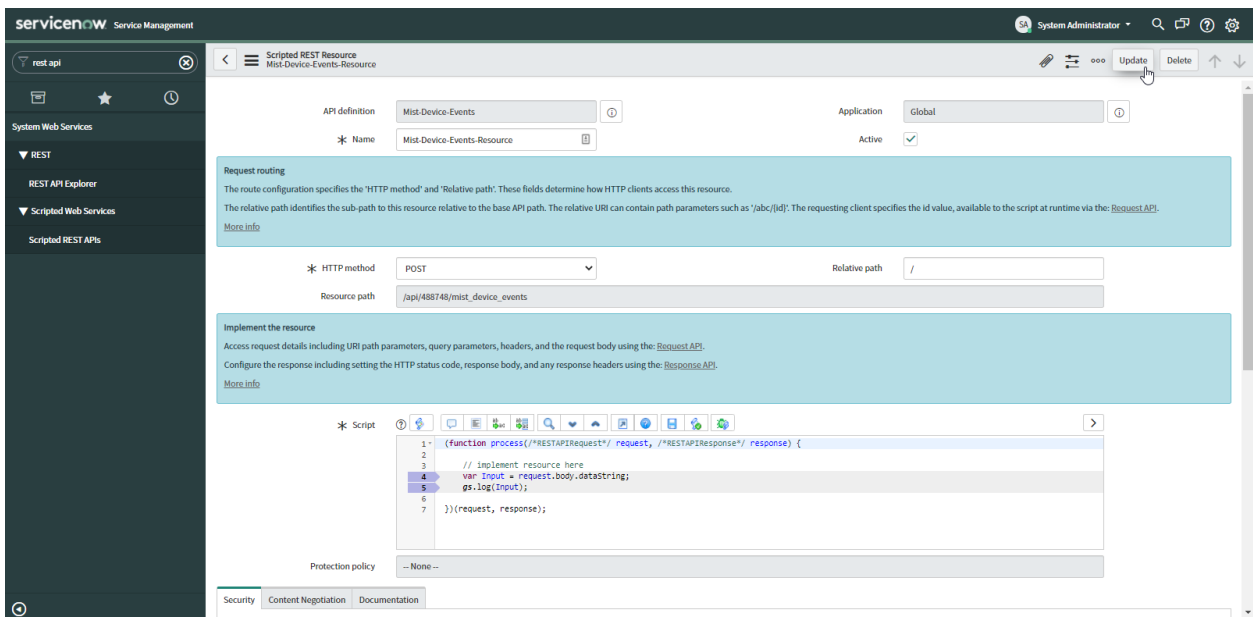 servicenow Service Management
SA System Administrator
rest api
Scripted REST Resource
Mist-Device-Events-Resource
Update
Delete
System Web Services
REST
REST API Explorer
Scripted Web Services
Scripted REST APIs
API definition
Mist-Device-Events
Application
Global
Name
Mist-Device-Events-Resource
Active
Request routing
The route configuration specifies the 'HTTP method' and 'Relative path'. These fields determine how HTTP clients access this resource.
The relative path identifies the sub-path to this resource relative to the base API path. The relative URI can contain path parameters such as '/abc/{id}'. The requesting client specifies the id value, available to the script at runtime via the: Request API.
More info
HTTP method
POST
Relative path
/
Resource path
/api/488748/mist_device_events
Implement the resource
Access request details including URI path parameters, query parameters, headers, and the request body using the: Request API.
Configure the response including setting the HTTP status code, response body, and any response headers using the: Response API.
More info
Script
1 (function process(/*RESTAPIRequest*/ request, /*RESTAPIResponse*/ response) {
2
3 // implement resource here
4 var Input = request.body.dataString;
5 gs.log(Input);
6
7 })(request, response);
Protection policy
-- None --
Security
Content Negotiation
Documentation